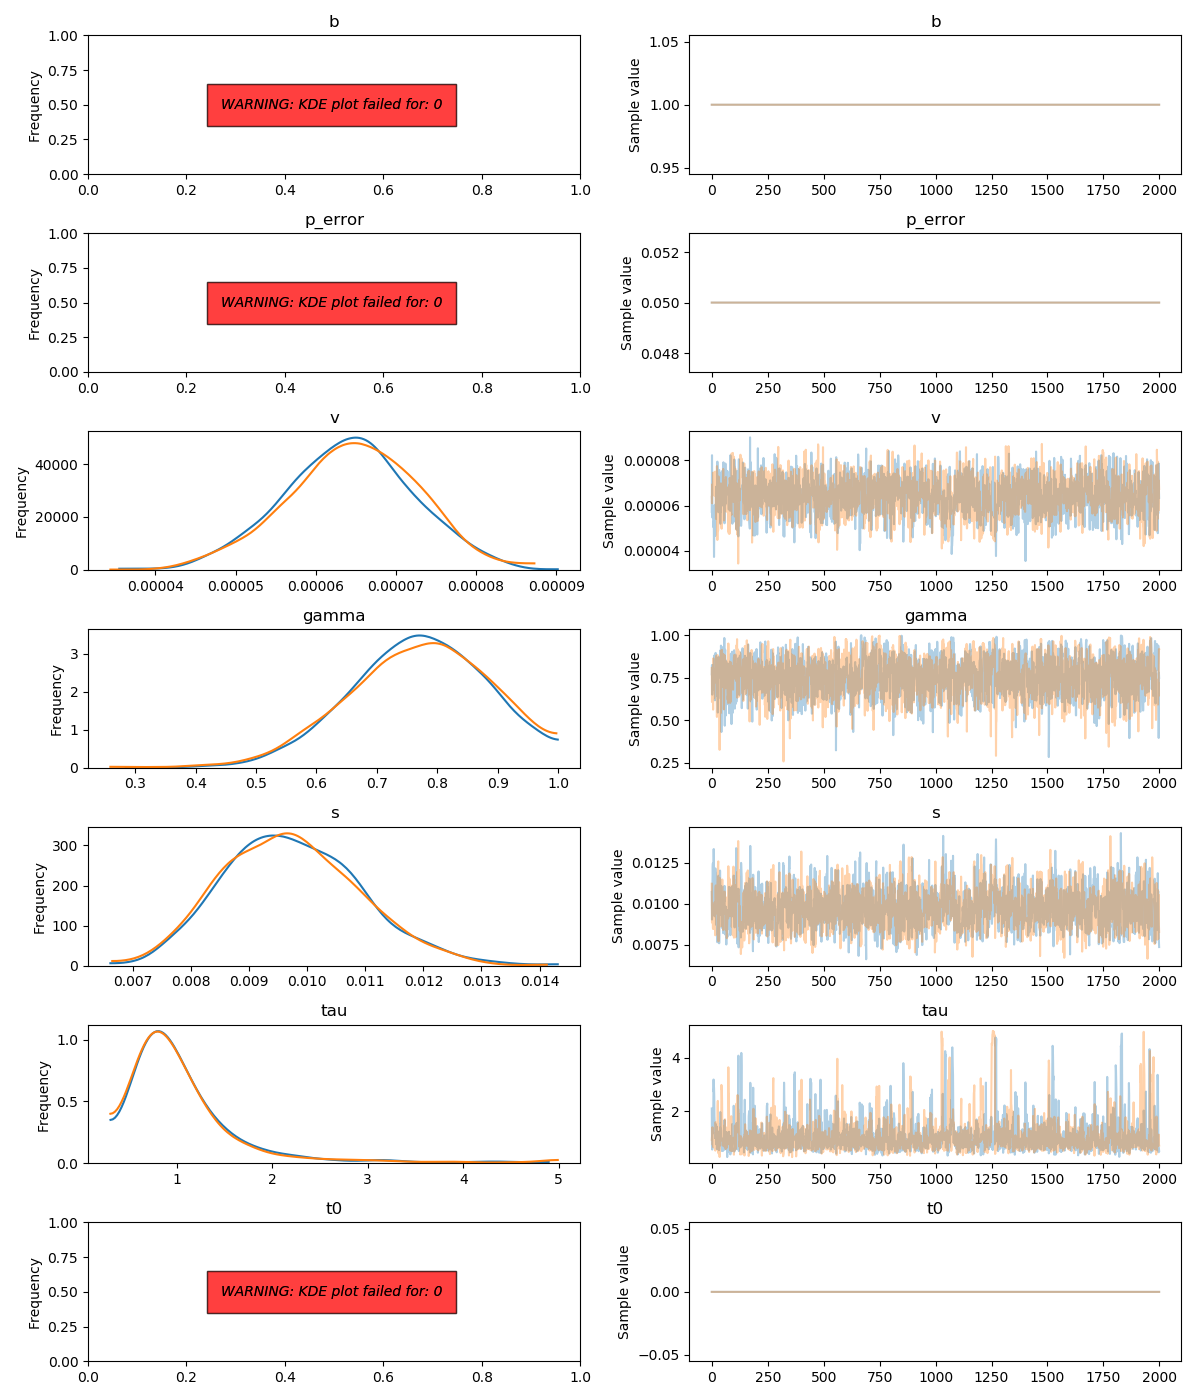 b
b
1.00
0.75
0.50
0.25
0.00
Frequency
WARNING: KDE plot failed for: 0
0.0 0.2 0.4 0.6 0.8 1.0
1.05
1.00
0.95
Sample value
0 250 500 750 1000 1250 1500 1750 2000
p_error
p_error
1.00
0.75
0.50
0.25
0.00
Frequency
WARNING: KDE plot failed for: 0
0.0 0.2 0.4 0.6 0.8 1.0
0.052
0.050
0.048
Sample value
0 250 500 750 1000 1250 1500 1750 2000
v
v
40000
20000
0
Frequency
0.00004 0.00005 0.00006 0.00007 0.00008 0.00009
0.00008
0.00006
0.00004
Sample value
0 250 500 750 1000 1250 1500 1750 2000
gamma
gamma
3
2
1
0
Frequency
0.3 0.4 0.5 0.6 0.7 0.8 0.9 1.0
1.00
0.75
0.50
0.25
Sample value
0 250 500 750 1000 1250 1500 1750 2000
s
s
300
200
100
0
Frequency
0.007 0.008 0.009 0.010 0.011 0.012 0.013 0.014
0.0125
0.0100
0.0075
Sample value
0 250 500 750 1000 1250 1500 1750 2000
tau
tau
1.0
0.5
0.0
Frequency
1 2 3 4 5
4
2
Sample value
0 250 500 750 1000 1250 1500 1750 2000
t0
t0
1.00
0.75
0.50
0.25
0.00
Frequency
WARNING: KDE plot failed for: 0
0.0 0.2 0.4 0.6 0.8 1.0
0.05
0.00
−0.05
Sample value
0 250 500 750 1000 1250 1500 1750 2000